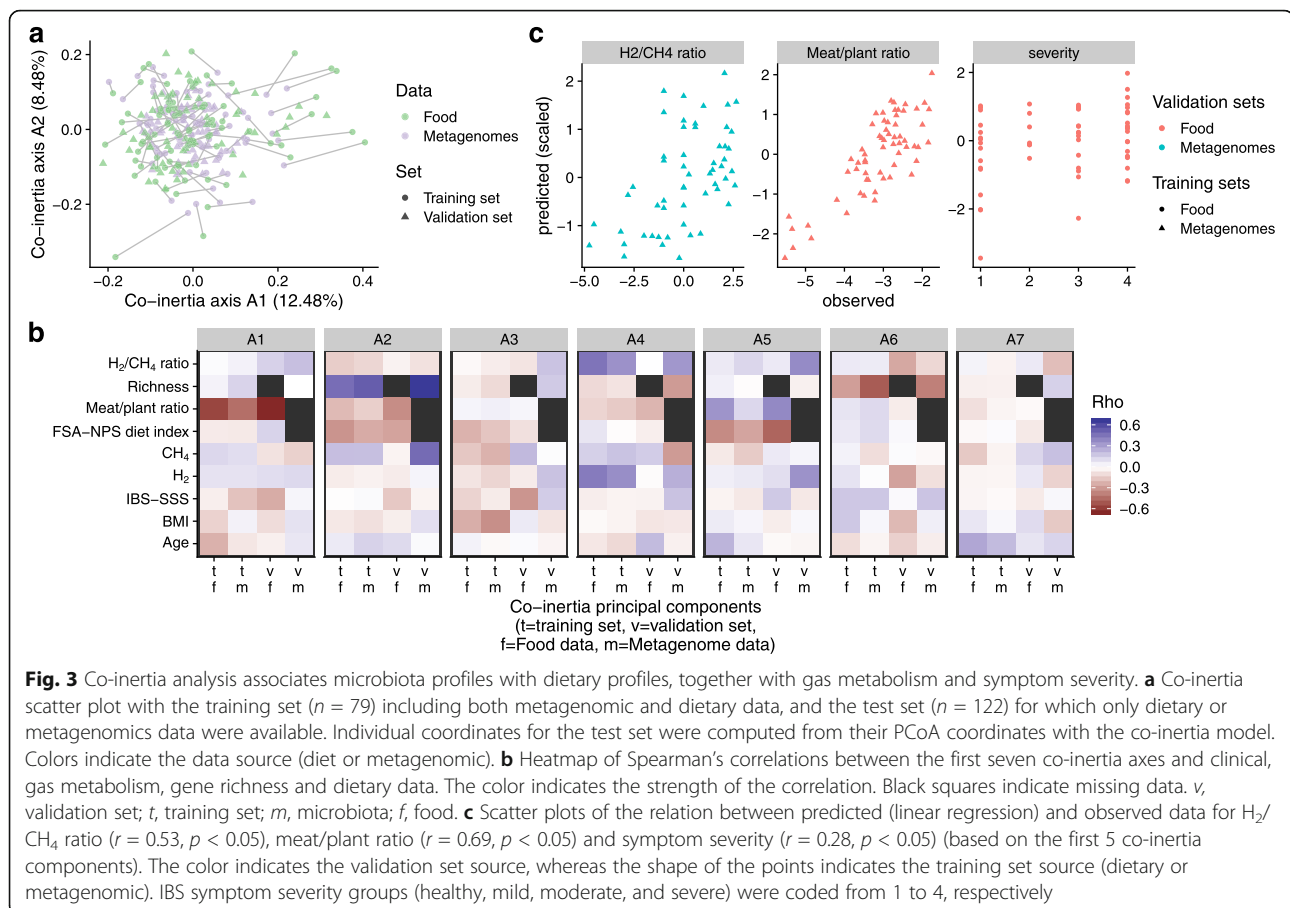 a
0.2
0.0
−0.2
−0.2
0.0
0.2
0.4
Co−inertia axis A2 (8.48%)
Co−inertia axis A1 (12.48%)
Data
Food
Metagenomes
Set
Training set
Validation set
c
H2/CH4 ratio
Meat/plant ratio
severity
predicted (scaled)
2
1
0
−1
−5.0
−2.5
0.0
2.5
2
1
0
−1
−2
−5
−4
−3
−2
2
0
−2
1
2
3
4
observed
Validation sets
Food
Metagenomes
Training sets
Food
Metagenomes
b
A1
A2
A3
A4
A5
A6
A7
H₂/CH₄ ratio
Richness
Meat/plant ratio
FSA−NPS diet index
CH₄
H₂
IBS−SSS
BMI
Age
t t v v t t v v t t v v t t v v t t v v t t v v t t v v
f m f m f m f m f m f m f m f m f m f m f m f m f m f m
Rho
0.6
0.3
0.0
−0.3
−0.6
Co−inertia principal components
(t=training set, v=validation set,
f=Food data, m=Metagenome data)
Fig. 3 Co-inertia analysis associates microbiota profiles with dietary profiles, together with gas metabolism and symptom severity. a Co-inertia
scatter plot with the training set (n = 79) including both metagenomic and dietary data, and the test set (n = 122) for which only dietary or
metagenomics data were available. Individual coordinates for the test set were computed from their PCoA coordinates with the co-inertia model.
Colors indicate the data source (diet or metagenomic). b Heatmap of Spearman's correlations between the first seven co-inertia axes and clinical,
gas metabolism, gene richness and dietary data. The color indicates the strength of the correlation. Black squares indicate missing data. v,
validation set; t, training set; m, microbiota; f, food. c Scatter plots of the relation between predicted (linear regression) and observed data for H₂/
CH₄ ratio (r = 0.53, p < 0.05), meat/plant ratio (r = 0.69, p < 0.05) and symptom severity (r = 0.28, p < 0.05) (based on the first 5 co-inertia
components). The color indicates the validation set source, whereas the shape of the points indicates the training set source (dietary or
metagenomic). IBS symptom severity groups (healthy, mild, moderate, and severe) were coded from 1 to 4, respectively